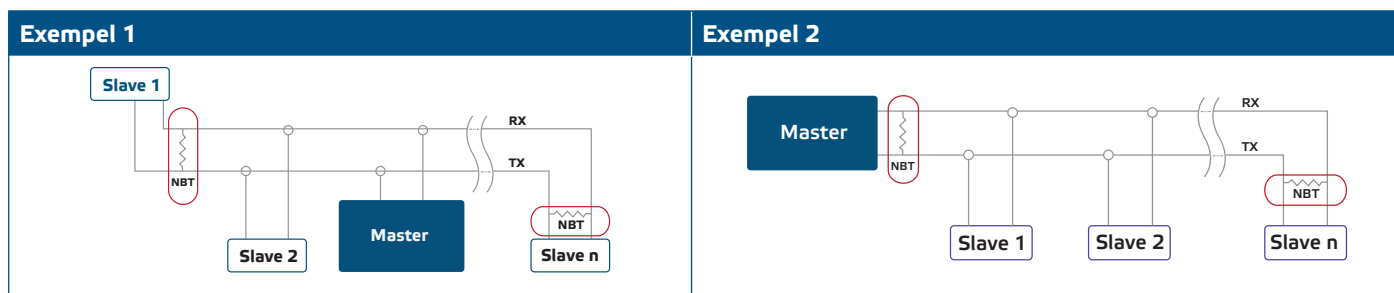 Exempel 1
Slave 1
RX
TX
NBT
NBT
Slave 2
Master
Slave n
Exempel 2
Master
RX
TX
NBT
NBT
Slave 1
Slave 2
Slave n